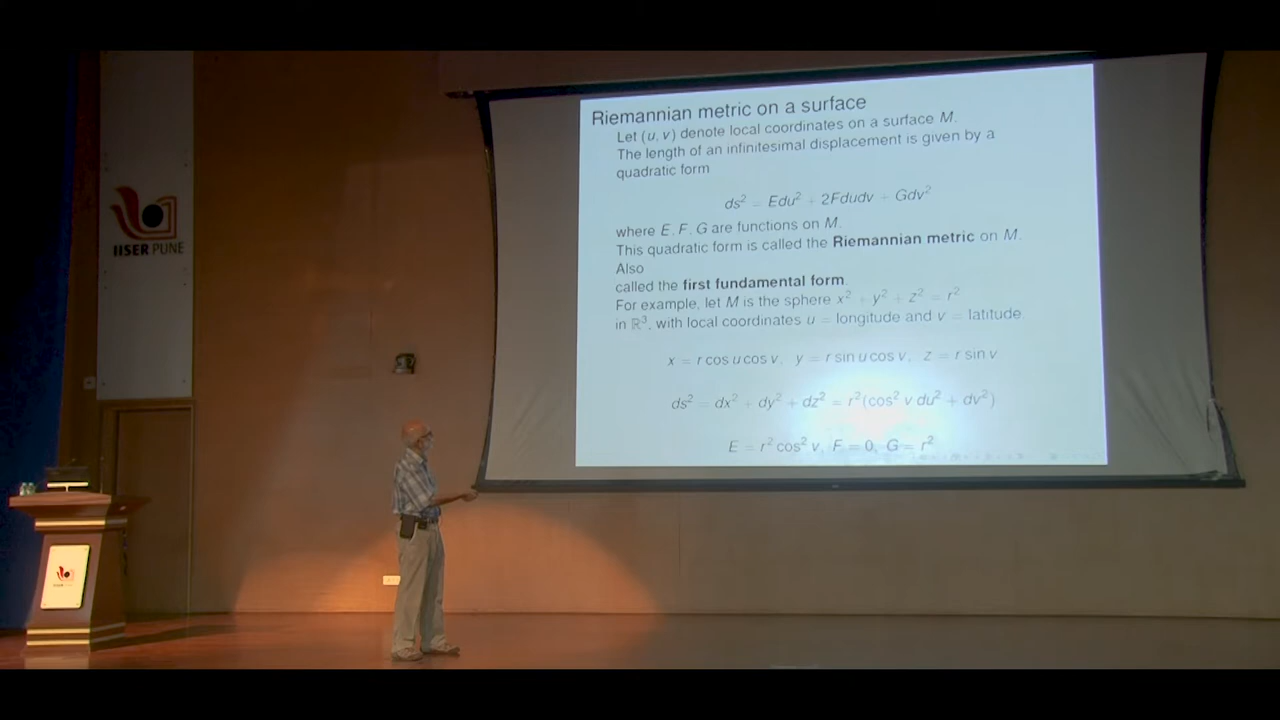 Riemannian metric on a surface
Let (u, v) denote local coordinates on a surface M.
The length of an infinitesimal displacement is given by a
quadratic form
ds² = Edu² + 2Fdudv + Gdv²
where E, F, G are functions on M.
This quadratic form is called the Riemannian metric on M.
Also
called the first fundamental form.
For example, let M is the sphere x² + y² + z² = r²
in ℝ³, with local coordinates u = longitude and v = latitude.
x = r cos u cos v, y = r sin u cos v, z = r sin v
ds² = dx² + dy² + dz² = r²(cos² v du² + dv²)
E = r² cos² v, F = 0, G = r²
IISER PUNE